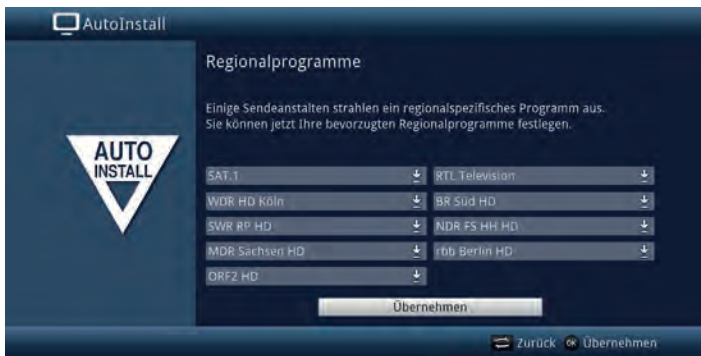 AutoInstall
Regionalprogramme
Einige Sendeanstalten strahlen ein regionalspezifisches Programm aus.
Sie können jetzt Ihre bevorzugten Regionalprogramme festlegen.
AUTO
INSTALL
SAT.1
RTL Television
WDR HD Köln
BR Süd HD
SWR RP HD
NDR FS HH HD
MDR Sachsen HD
rbb Berlin HD
ORF2 HD
Übernehmen
Zurück OK Übernehmen